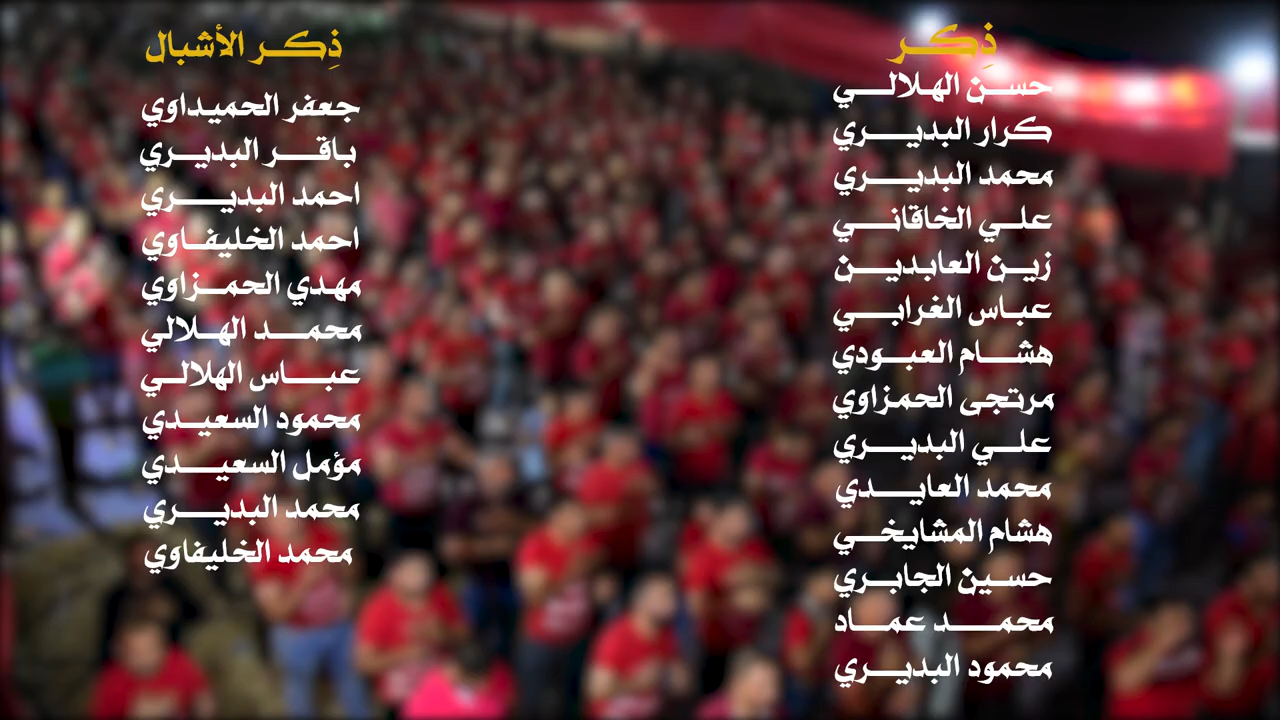 ذِكر
حسن الهلالي
كرار البديري
محمد البديري
علي الخاقاني
زين العابدين
عباس الغرابي
هشام العبودي
مرتجى الحمزاوي
علي البديري
محمد العايدي
هشام المشايخي
حسين الجابري
محمد عماد
محمود البديري
ذِكر الأشبال
جعفر الحميداوي
باقر البديري
احمد البديري
احمد الخليفاوي
مهدي الحمزاوي
محمد الهلالي
عباس الهلالي
محمود السعيدي
مؤمل السعيدي
محمد البديري
محمد الخليفاوي